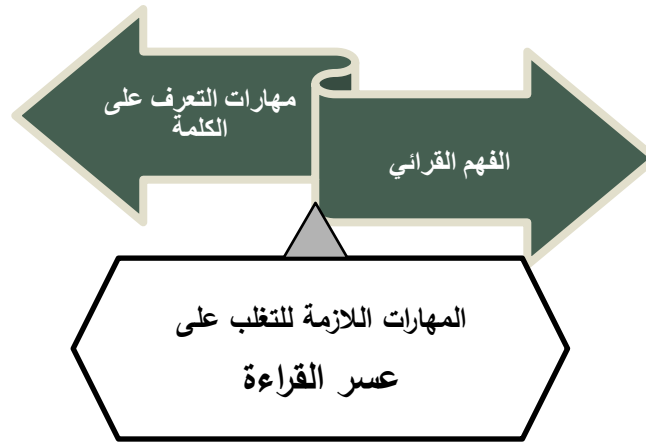 مهارات التعرف على
الكلمة
الفهم القرائي
المهارات اللازمة للتغلب على
عسر القراءة